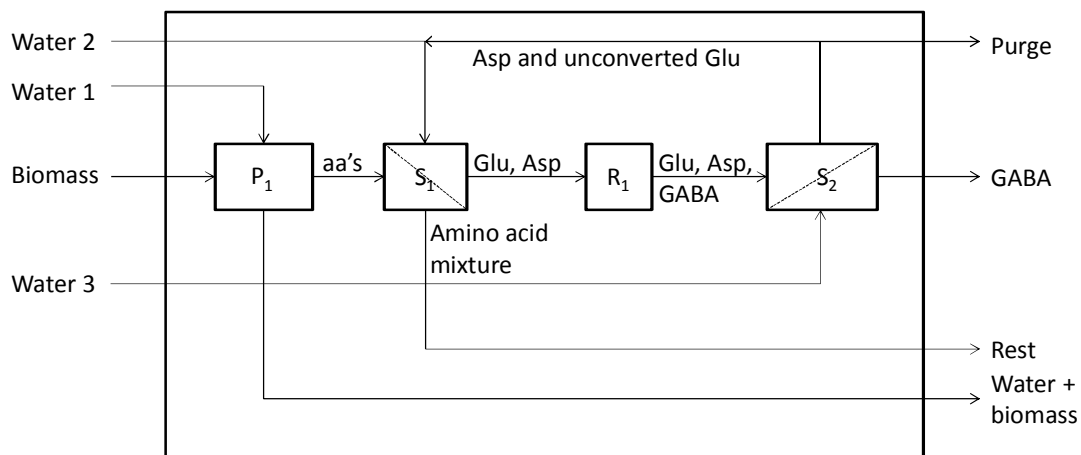 Water 2
Purge
Asp and unconverted Glu
Water 1
Biomass
P1
aa's
S1
Glu, Asp
R1
Glu, Asp,
GABA
S2
GABA
Amino acid
mixture
Water 3
Rest
Water +
biomass